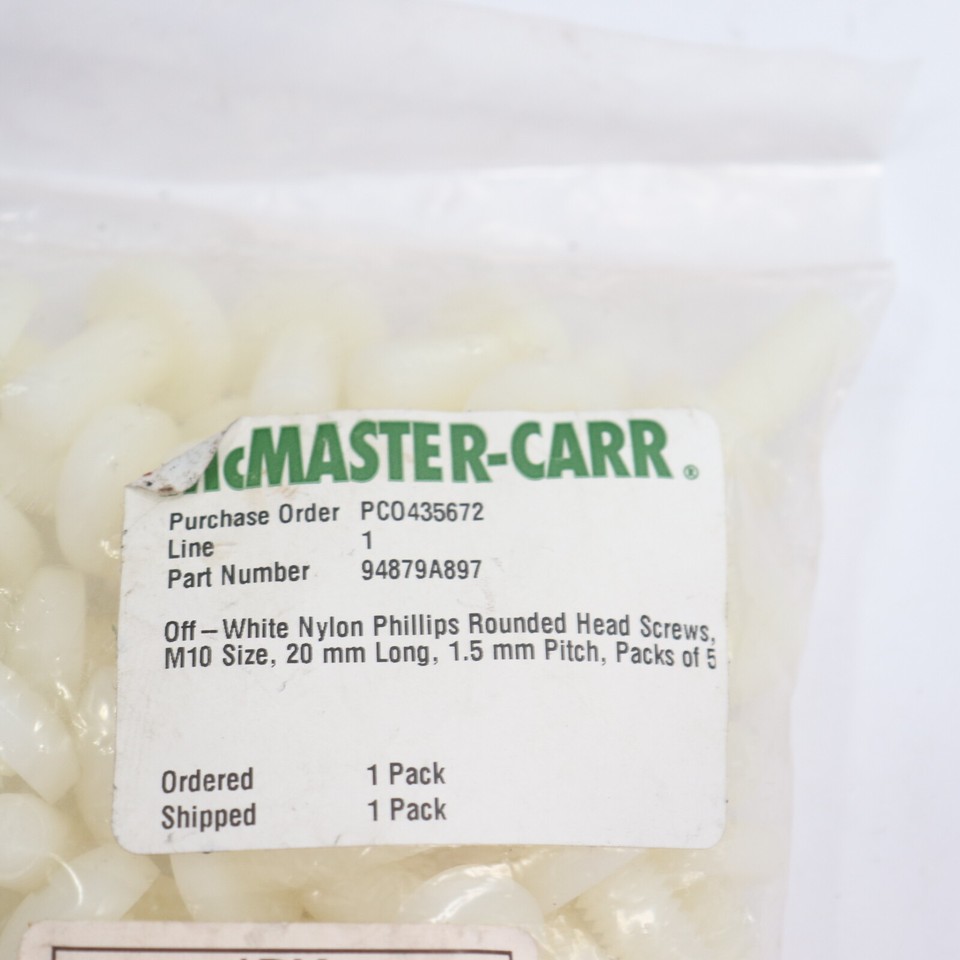 McMASTER-CARR®
Purchase Order PCO435672
Line 1
Part Number 94879A897
Off-White Nylon Phillips Rounded Head Screws,
M10 Size, 20 mm Long, 1.5 mm Pitch, Packs of 5
Ordered 1 Pack
Shipped 1 Pack